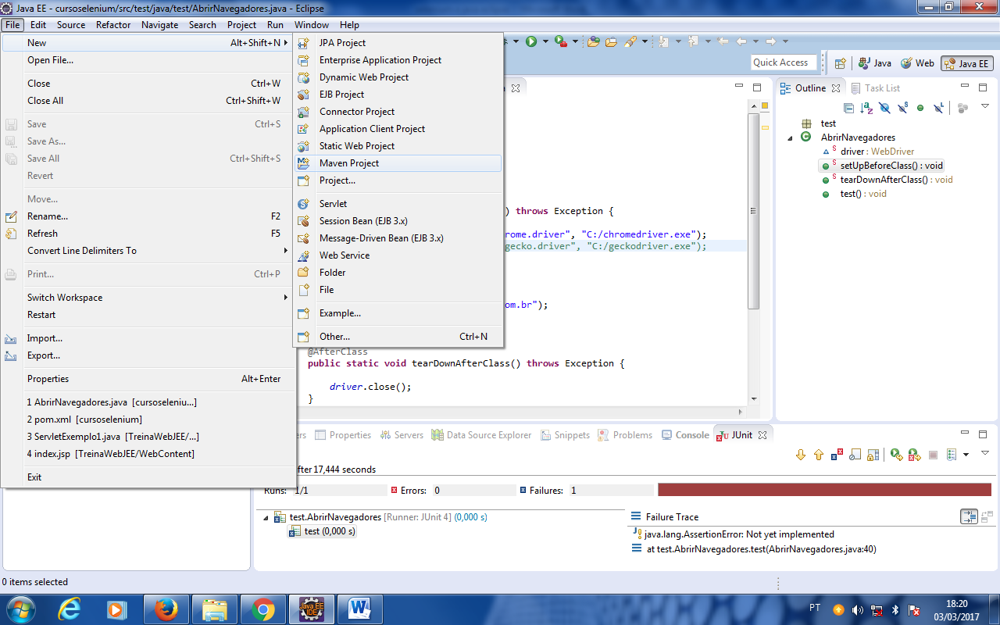 Java EE - cursoselenium/src/test/java/test/AbrirNavegadores.java - Eclipse
File Edit Source Refactor Navigate Search Project Run Window Help
New Alt+Shift+N
Open File...
Close Ctrl+W
Close All Ctrl+Shift+W
Save Ctrl+S
Save As...
Save All Ctrl+Shift+S
Revert
Move...
Rename... F2
Refresh F5
Convert Line Delimiters To
Print... Ctrl+P
Switch Workspace
Restart
Import...
Export...
Properties Alt+Enter
1 AbrirNavegadores.java [cursoseleniu...]
2 pom.xml [cursoselenium]
3 ServletExemplo1.java [TreinaWebJEE/...]
4 index.jsp [TreinaWebJEE/WebContent]
Exit
JPA Project
Enterprise Application Project
Dynamic Web Project
EJB Project
Connector Project
Application Client Project
Static Web Project
Maven Project
Project...
Servlet
Session Bean (EJB 3.x)
Message-Driven Bean (EJB 3.x)
Web Service
Folder
File
Example...
Other... Ctrl+N
Quick Access
Java Web Java EE
) throws Exception {
rome.driver", "C:/chromedriver.exe");
gecko.driver", "C:/geckodriver.exe");
om.br");
@AfterClass
public static void tearDownAfterClass() throws Exception {
driver.close();
}
Outline Task List
test
AbrirNavegadores
driver : WebDriver
setUpBeforeClass() : void
tearDownAfterClass() : void
test() : void
ers Properties Servers Data Source Explorer Snippets Problems Console JUnit
fter 17,444 seconds
Runs: 1/1 Errors: 0 Failures: 1
test.AbrirNavegadores [Runner: JUnit 4] (0,000 s)
test (0,000 s)
Failure Trace
java.lang.AssertionError: Not yet implemented
at test.AbrirNavegadores.test(AbrirNavegadores.java:40)
0 items selected
Java EE
IDE
W
PT
18:20
03/03/2017